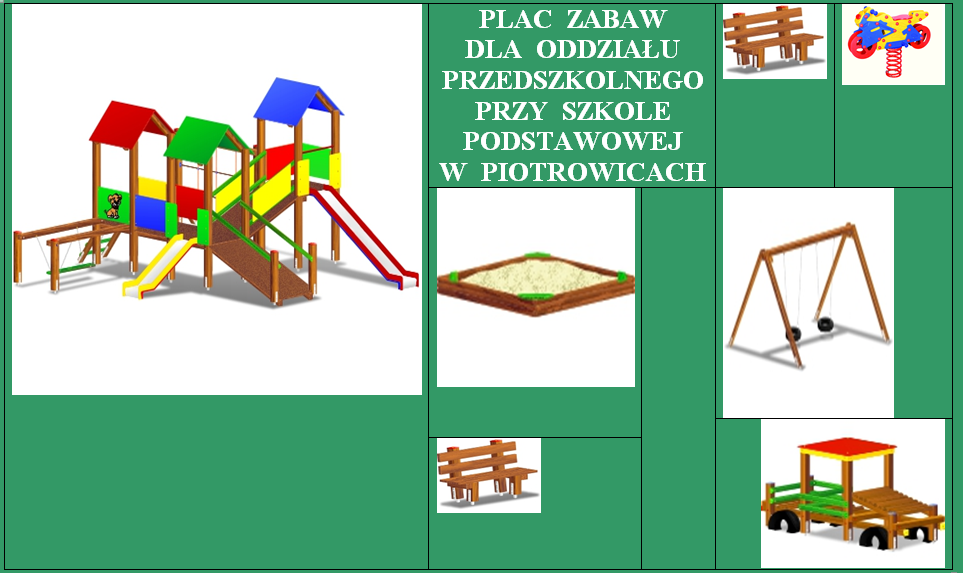 PLAC ZABAW
DLA ODDZIAŁU
PRZEDSZKOLNEGO
PRZY SZKOLE
PODSTAWOWEJ
W PIOTROWICACH